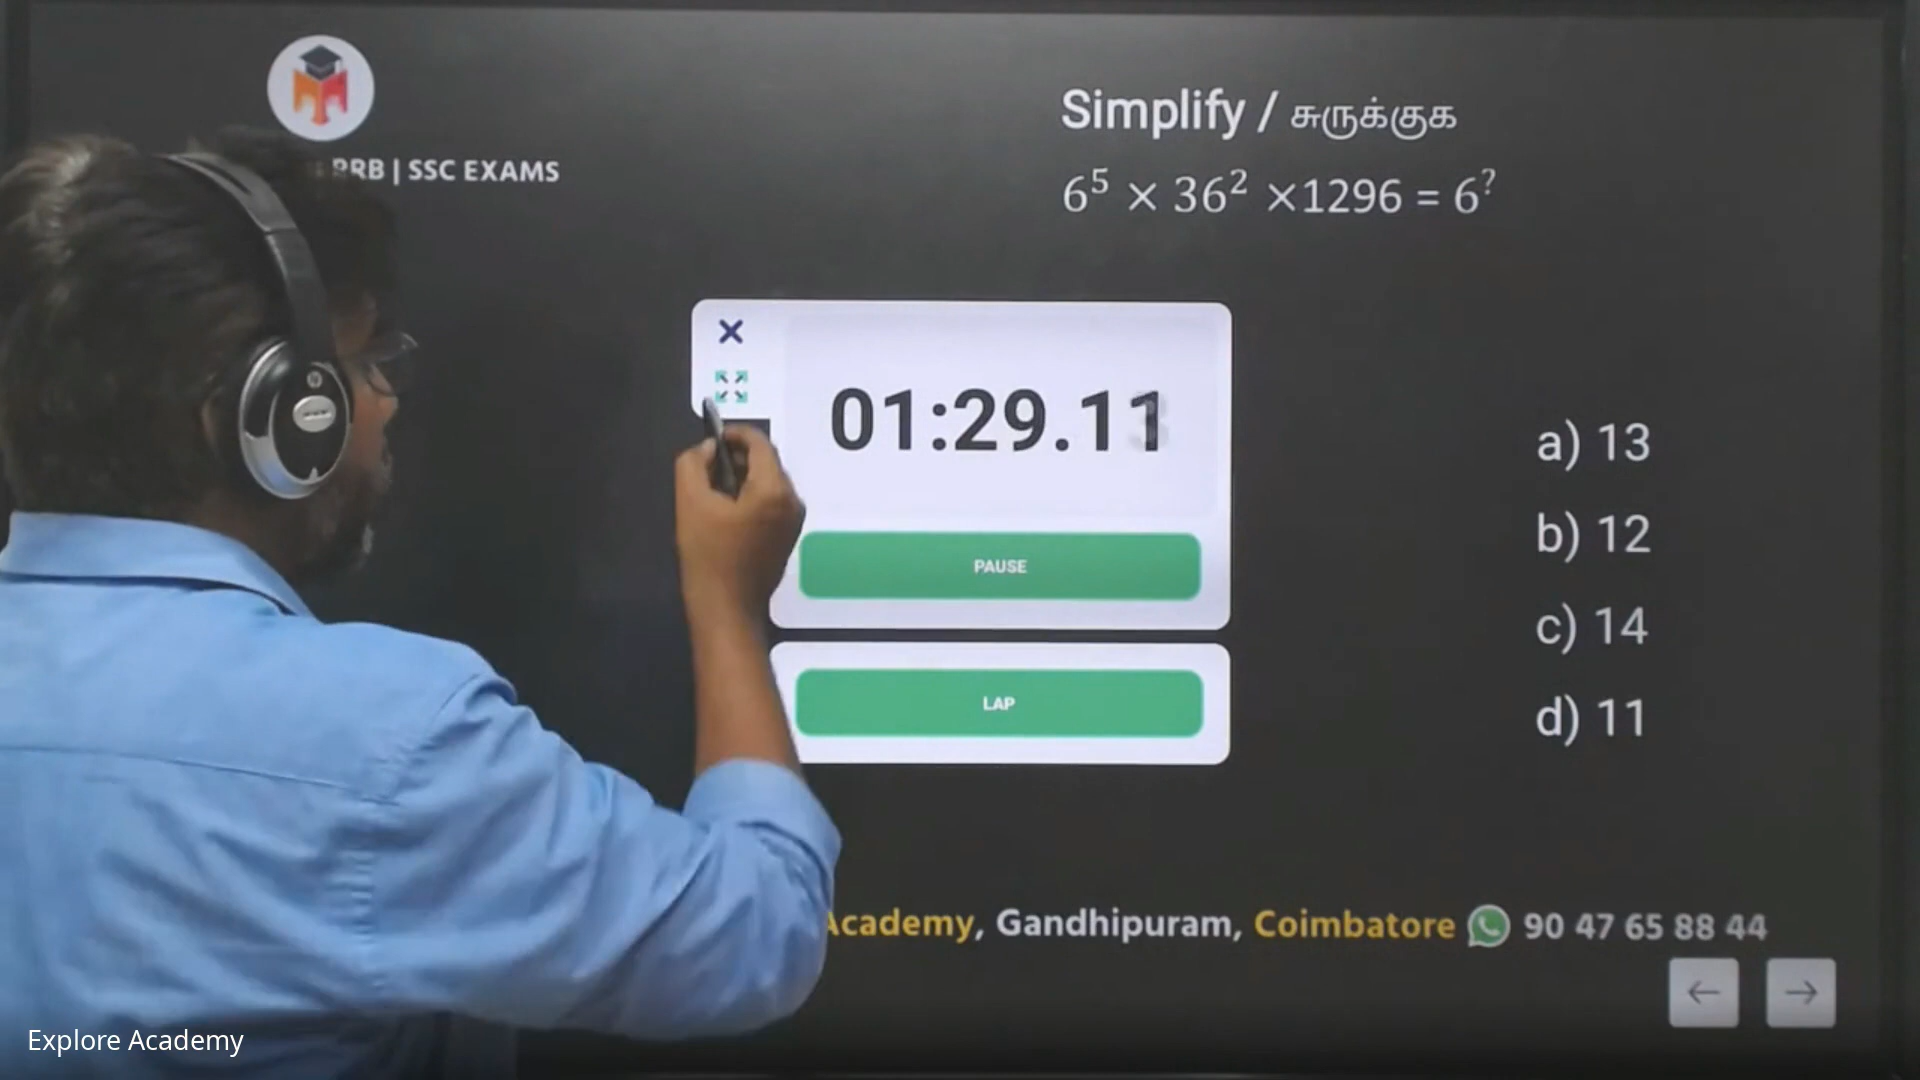 RRB | SSC EXAMS
Simplify / சுருக்குக
6⁵ × 36² ×1296 = 6^?
01:29.11
PAUSE
LAP
a) 13
b) 12
c) 14
d) 11
Academy, Gandhipuram, Coimbatore 90 47 65 88 44
Explore Academy